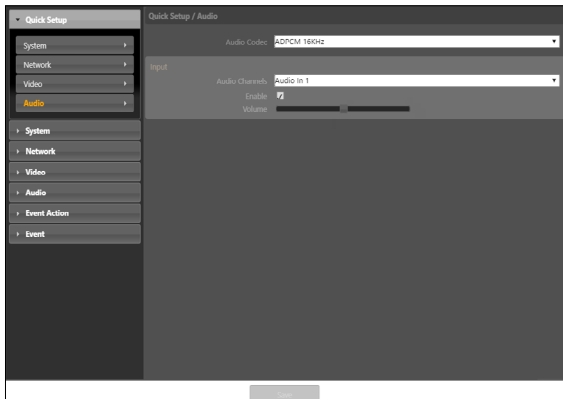 Quick Setup
System
Network
Video
Audio
System
Network
Video
Audio
Event Action
Event
Quick Setup / Audio
Audio Codec ADPCM 16KHz
Input
Audio Channels Audio In 1
Enable
Volume
Save